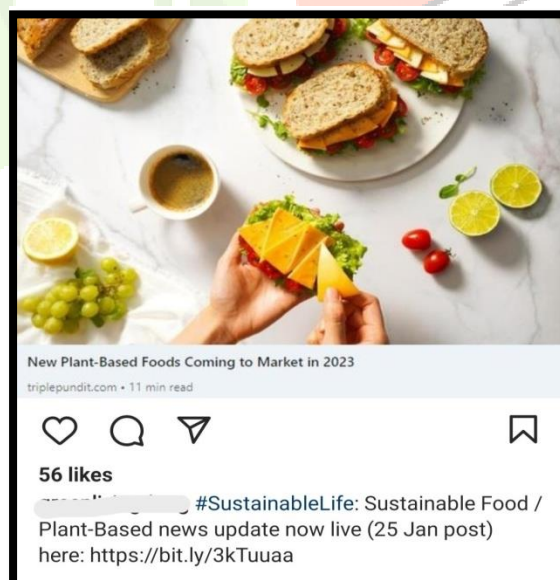 New Plant-Based Foods Coming to Market in 2023
triplepundit.com • 11 min read
56 likes
#SustainableLife: Sustainable Food /
Plant-Based news update now live (25 Jan post)
here: https://bit.ly/3kTuuaa